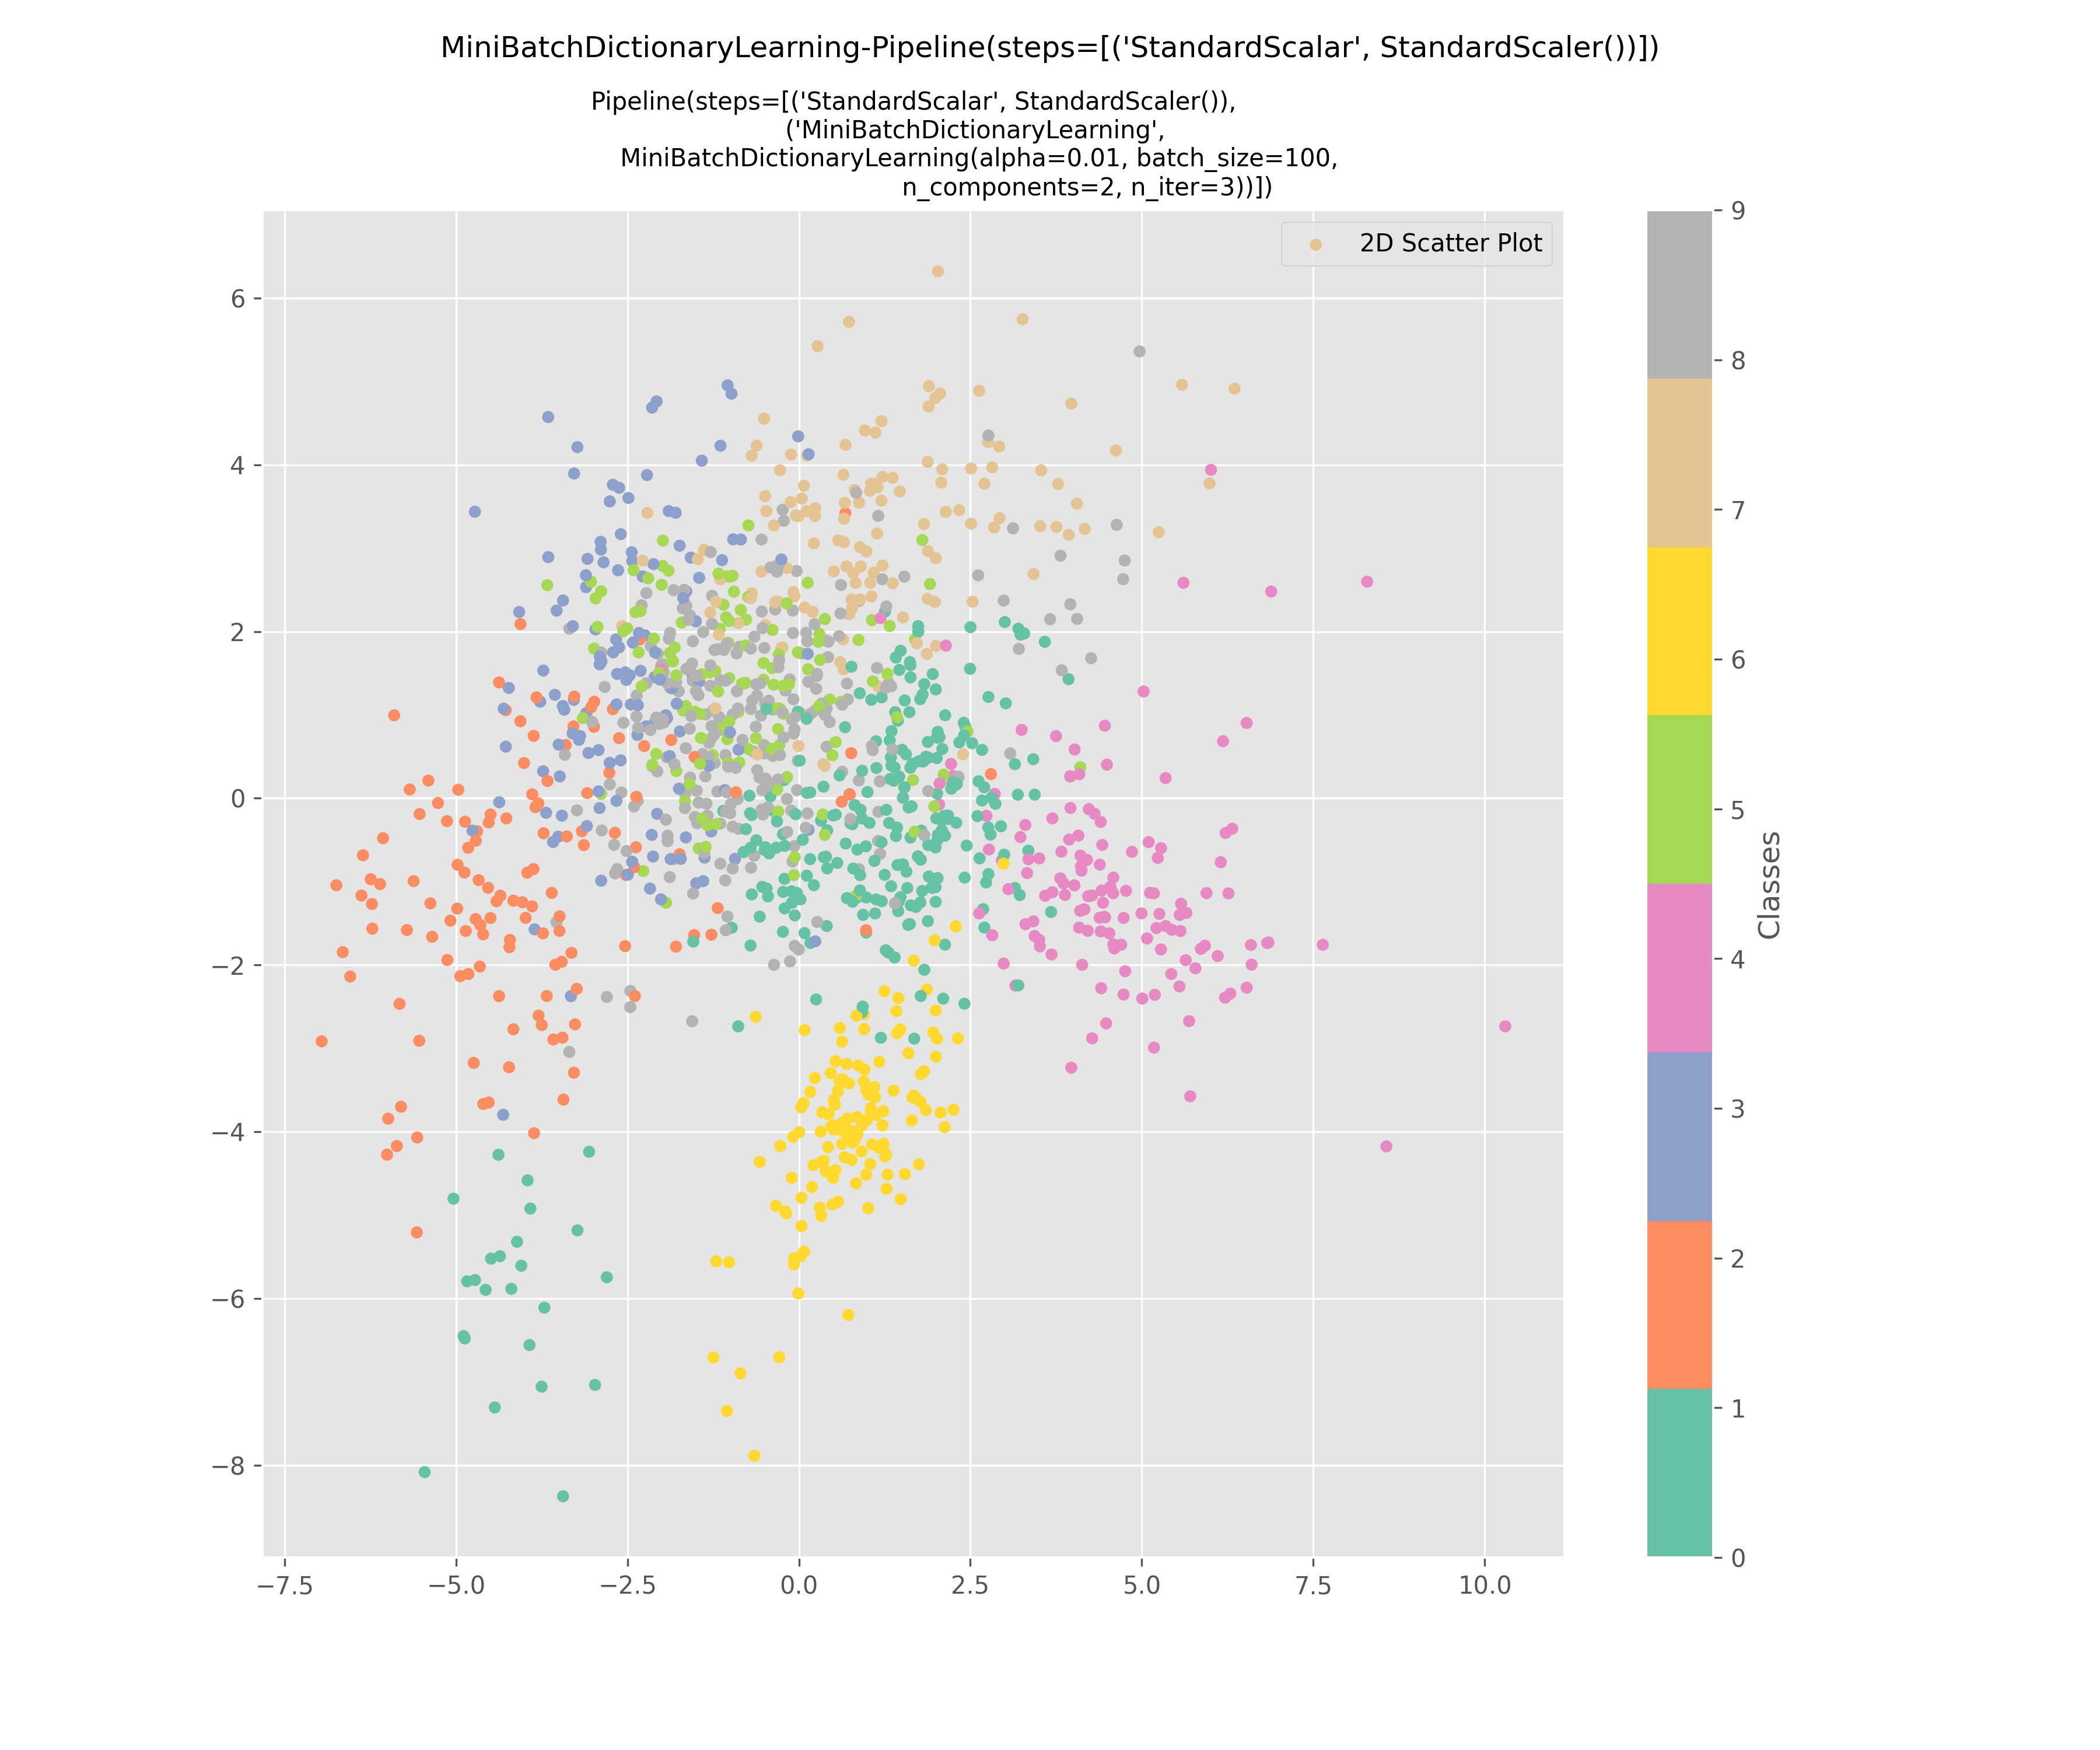 MiniBatchDictionaryLearning-Pipeline(steps=[('StandardScalar', StandardScaler())])
Pipeline(steps=[('StandardScalar', StandardScaler()),
('MiniBatchDictionaryLearning',
MiniBatchDictionaryLearning(alpha=0.01, batch_size=100,
n_components=2, n_iter=3))])
2D Scatter Plot
6
4
2
0
−2
−4
−6
−8
−7.5 −5.0 −2.5 0.0 2.5 5.0 7.5 10.0
9
8
7
6
5
4
3
2
1
0
Classes